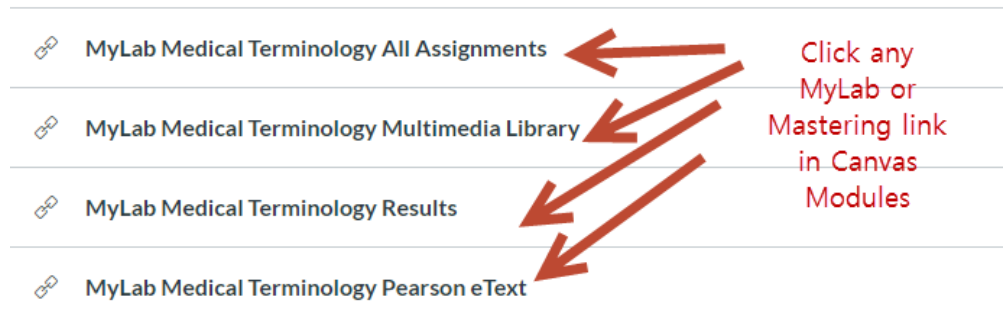 MyLab Medical Terminology All Assignments
MyLab Medical Terminology Multimedia Library
MyLab Medical Terminology Results
MyLab Medical Terminology Pearson eText
Click any
MyLab or
Mastering link
in Canvas
Modules